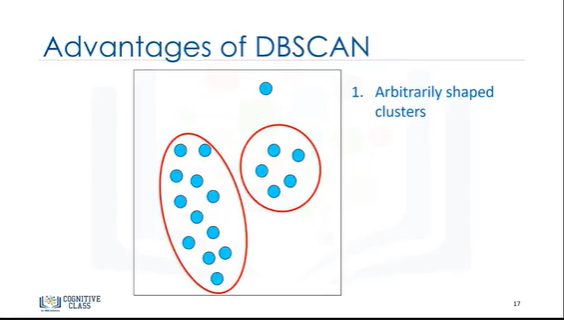 Advantages of DBSCAN
1. Arbitrarily shaped
clusters
COGNITIVE
CLASS
17